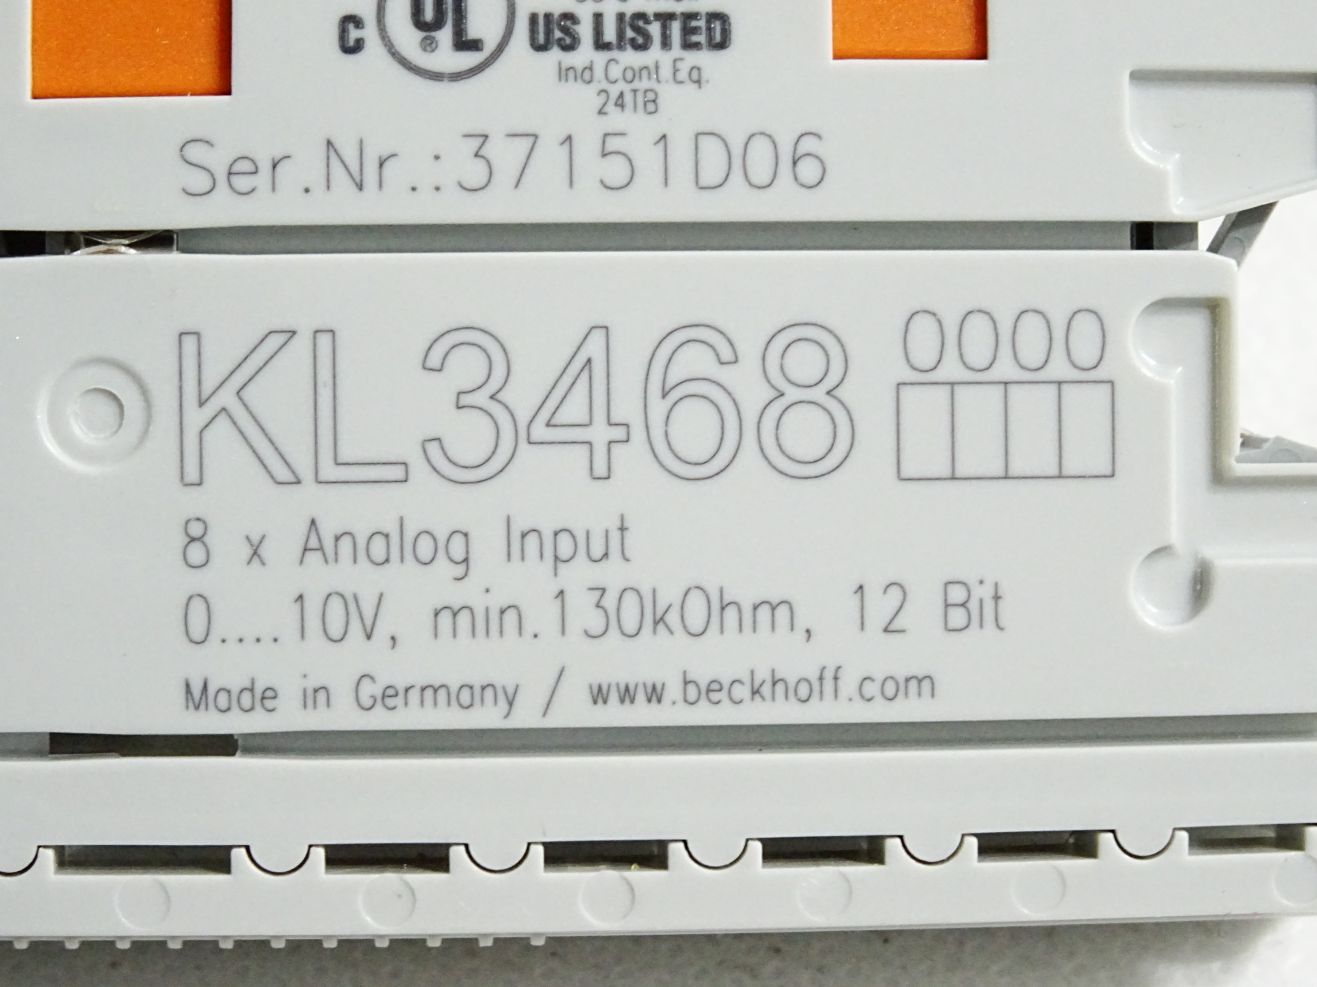 C UL ® US LISTED
Ind.Cont.Eq.
24TB
Ser.Nr.:37151D06
KL3468 0000
8 x Analog Input
0....10V, min.130kOhm, 12 Bit
Made in Germany / www.beckhoff.com